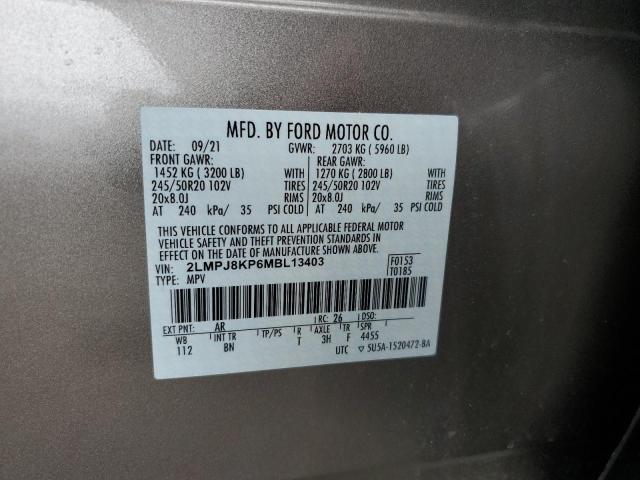 MFD. BY FORD MOTOR CO.
DATE: 09/21 GVWR: 2703 KG ( 5960 LB)
FRONT GAWR: REAR GAWR:
1452 KG ( 3200 LB) WITH 1270 KG ( 2800 LB) WITH
245/50R20 102V TIRES 245/50R20 102V TIRES
20x8.0J RIMS 20x8.0J RIMS
AT 240 kPa/ 35 PSI COLD AT 240 kPa/ 35 PSI COLD
THIS VEHICLE CONFORMS TO ALL APPLICABLE FEDERAL MOTOR
VEHICLE SAFETY AND THEFT PREVENTION STANDARDS IN
EFFECT ON THE DATE OF MANUFACTURE SHOWN ABOVE.
VIN: 2LMPJ8KP6MBL13403 F0153
TYPE: MPV T0185
EXT PNT: AR RC: 26
WB INT TR TP/PS R AXLE TR SPR
112 BN T 3H F 4455
UTC ▽ 5U5A-1520472-BA